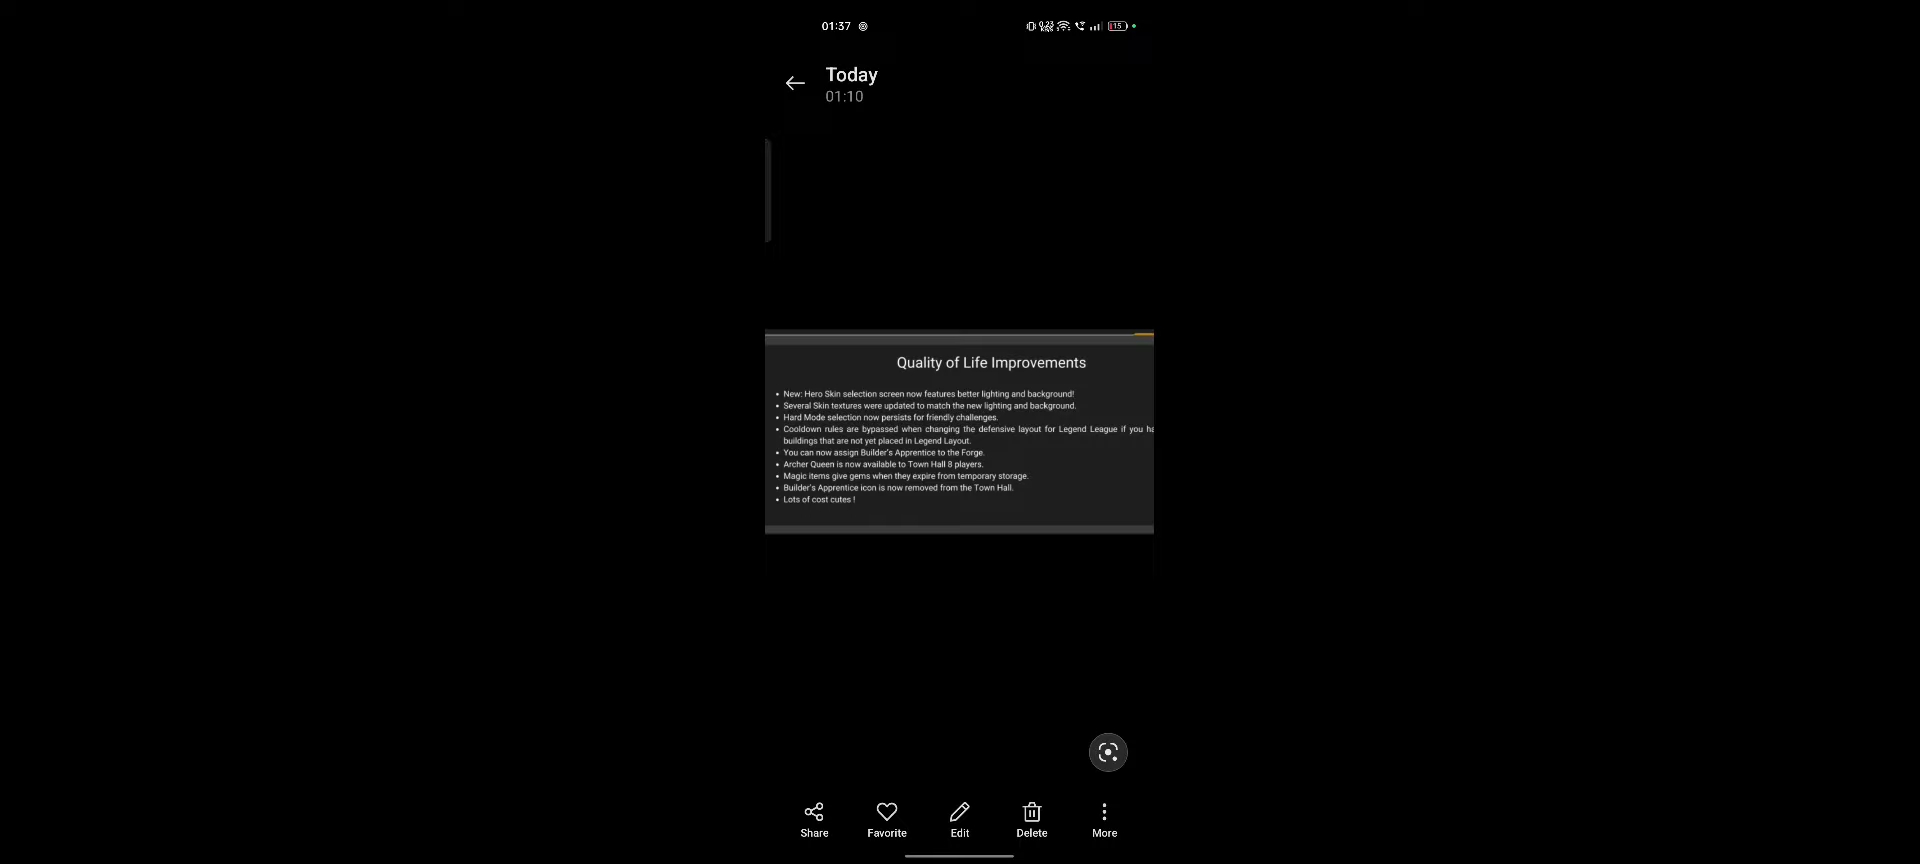 01:37
15
Today
01:10
Quality of Life Improvements
• New: Hero Skin selection screen now features better lighting and background!
• Several Skin textures were updated to match the new lighting and background.
• Hard Mode selection now persists for friendly challenges.
• Cooldown rules are bypassed when changing the defensive layout for Legend League if you ha
buildings that are not yet placed in Legend Layout.
• You can now assign Builder's Apprentice to the Forge.
• Archer Queen is now available to Town Hall 8 players.
• Magic items give gems when they expire from temporary storage.
• Builder's Apprentice icon is now removed from the Town Hall.
• Lots of cost cutes !
Share Favorite Edit Delete More